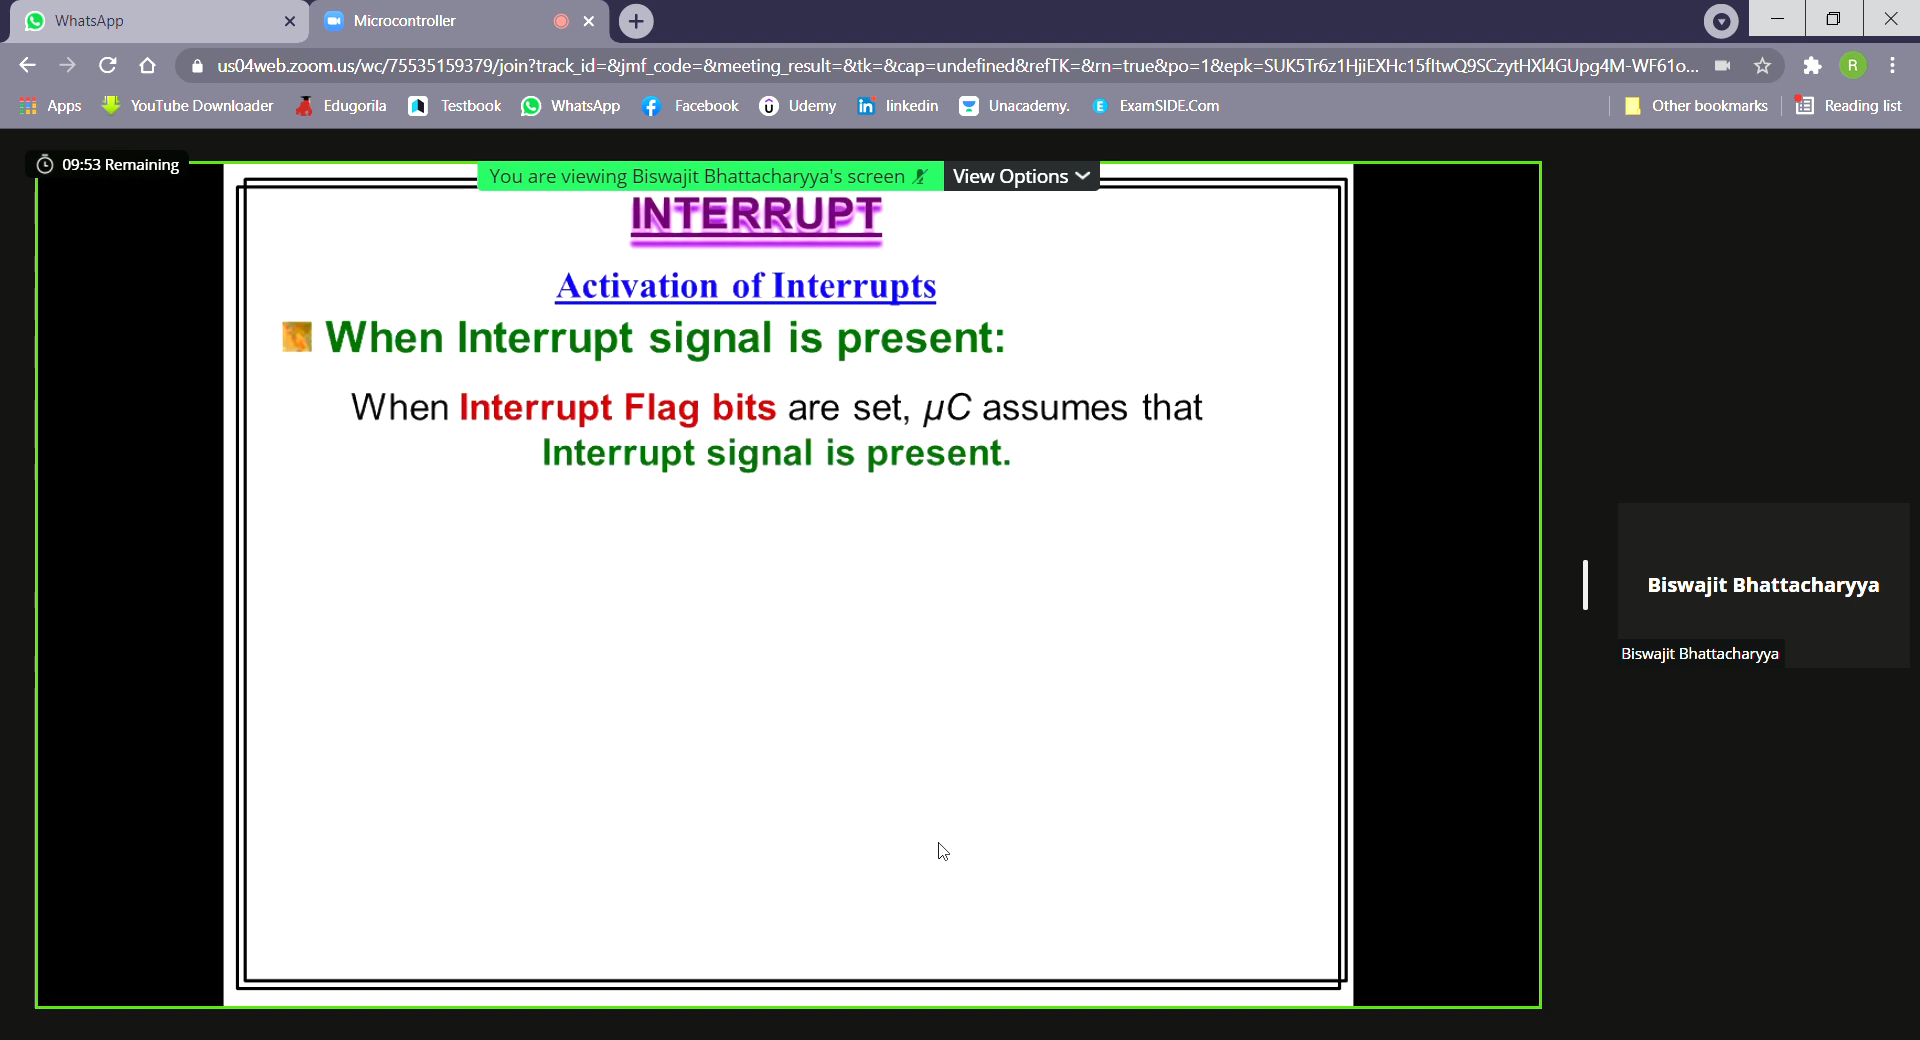 WhatsApp
Microcontroller
us04web.zoom.us/wc/75535159379/join?track_id=&jmf_code=&meeting_result=&tk=&cap=undefined&refTK=&rn=true&po=1&epk=SUK5Tr6z1HjiEXHc15fItwQ9SCzytHXl4GUpg4M-WF61o...
R
Apps
YouTube Downloader
Edugorila
Testbook
WhatsApp
Facebook
Udemy
linkedin
Unacademy.
E ExamSIDE.Com
Other bookmarks
Reading list
09:53 Remaining
You are viewing Biswajit Bhattacharyya's screen
View Options
INTERRUPT
Activation of Interrupts
When Interrupt signal is present:
When Interrupt Flag bits are set, µC assumes that
Interrupt signal is present.
Biswajit Bhattacharyya
Biswajit Bhattacharyya